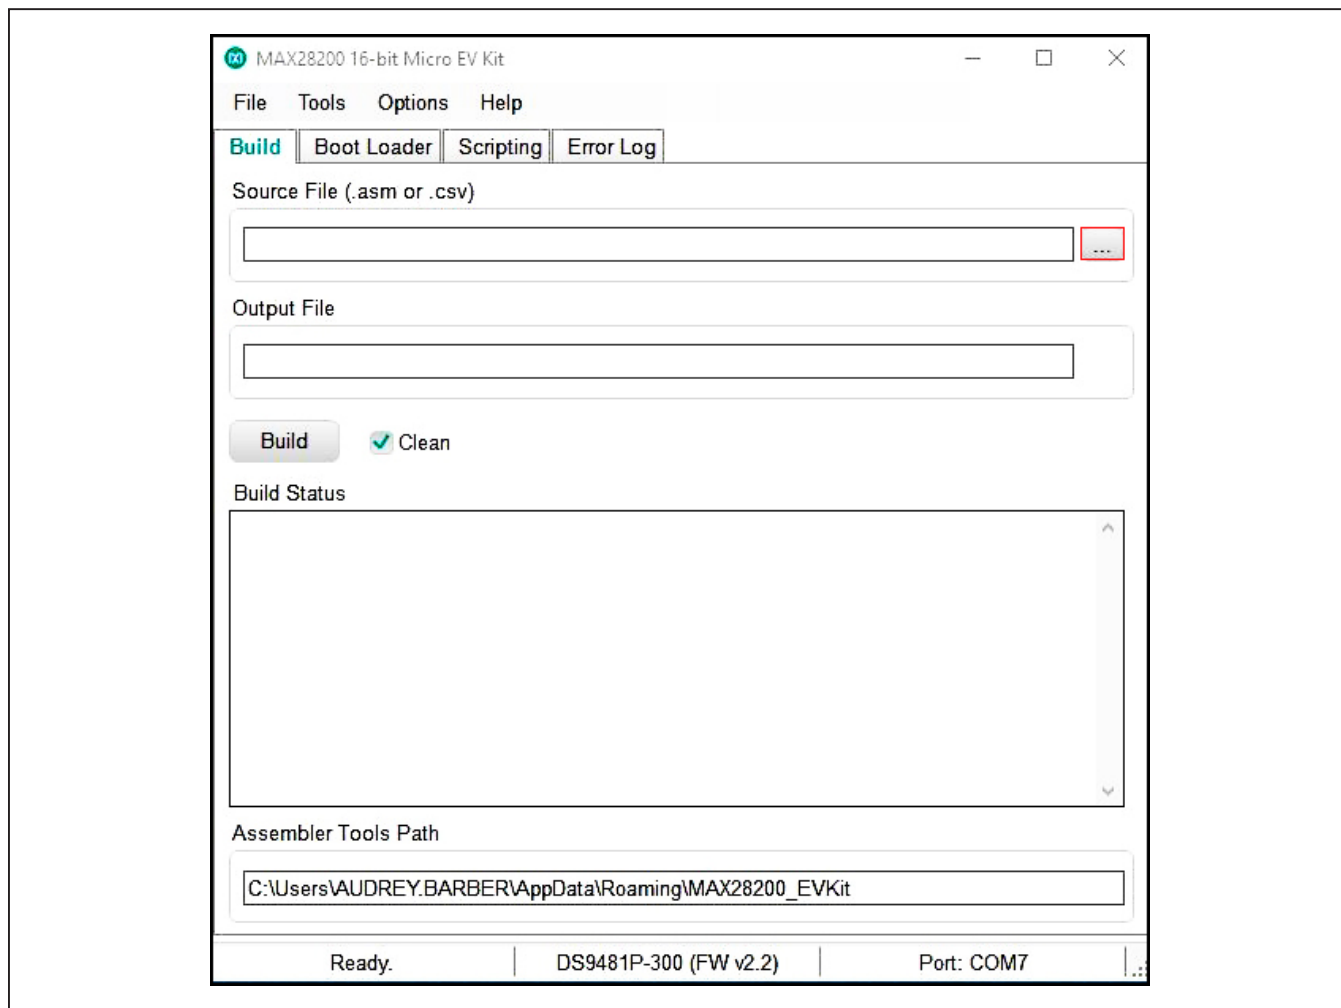 MAX28200 16-bit Micro EV Kit
File Tools Options Help
Build Boot Loader Scripting Error Log
Source File (.asm or .csv)
...
Output File
Build Clean
Build Status
Assembler Tools Path
C:\Users\AUDREY.BARBER\AppData\Roaming\MAX28200_EVKit
Ready. DS9481P-300 (FW v2.2) Port: COM7